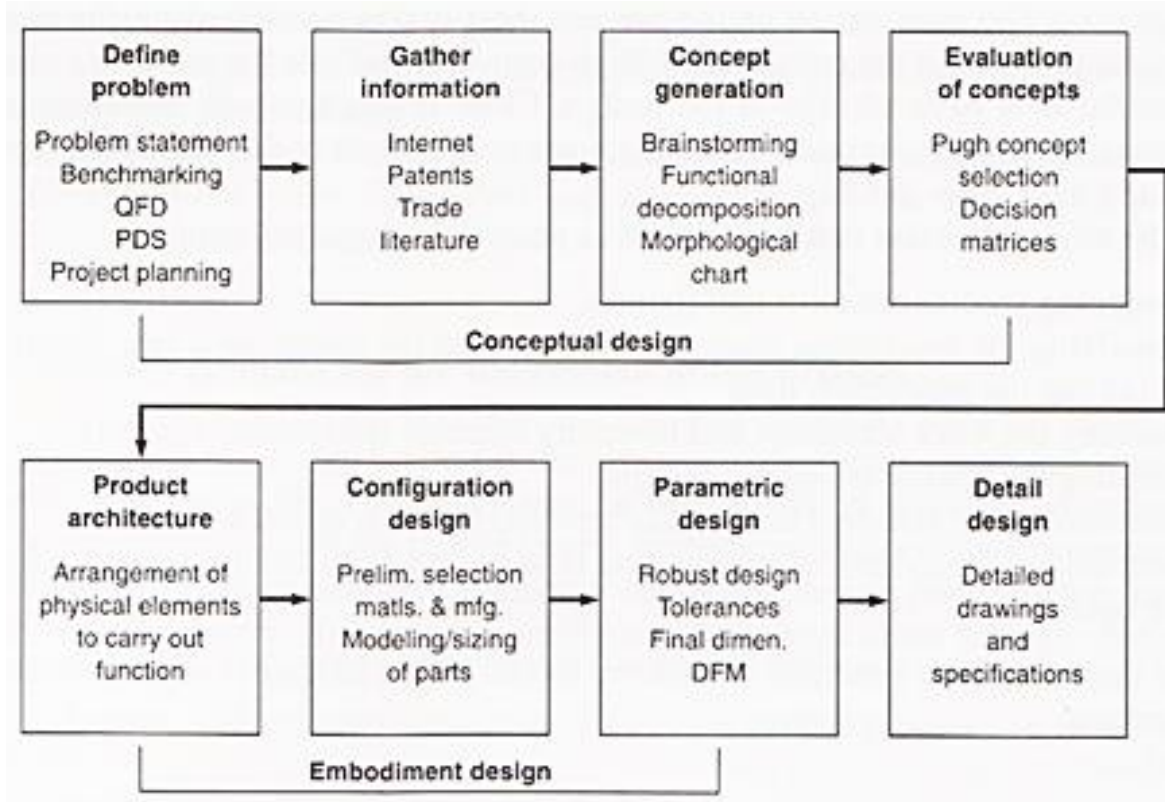 Define
problem
Problem statement
Benchmarking
QFD
PDS
Project planning
Gather
information
Internet
Patents
Trade
literature
Concept
generation
Brainstorming
Functional
decomposition
Morphological
chart
Evaluation
of concepts
Pugh concept
selection
Decision
matrices
Conceptual design
Product
architecture
Arrangement of
physical elements
to carry out
function
Configuration
design
Prelim. selection
matls. & mfg.
Modeling/sizing
of parts
Parametric
design
Robust design
Tolerances
Final dimen.
DFM
Detail
design
Detailed
drawings
and
specifications
Embodiment design